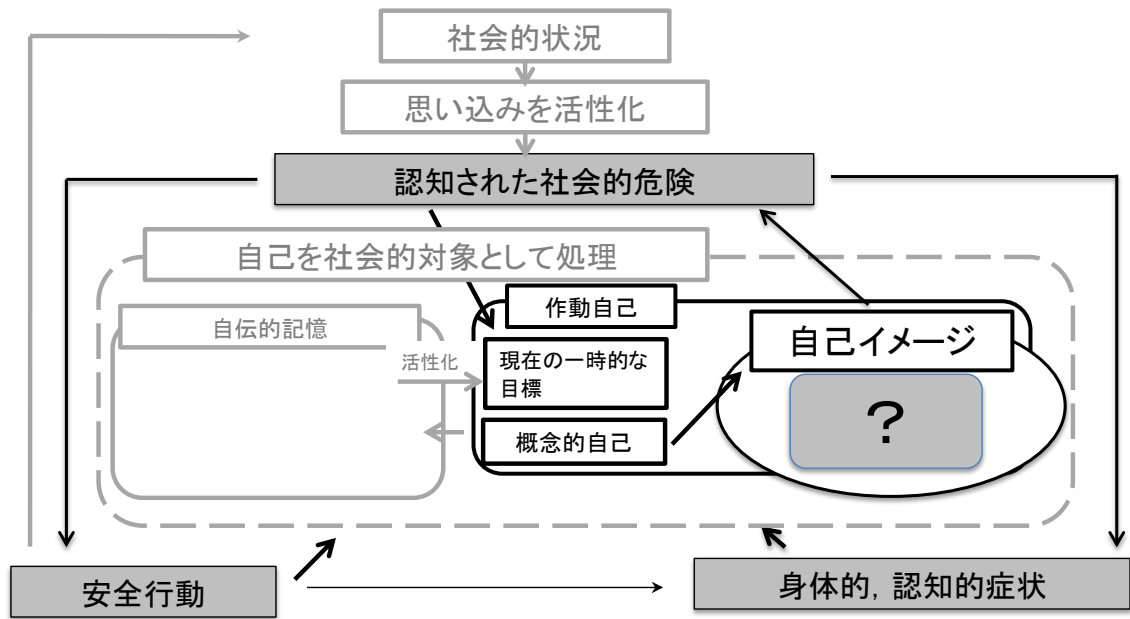 社会的状況
思い込みを活性化
認知された社会的危険
自己を社会的対象として処理
作動自己
自伝的記憶
自己イメージ
活性化
現在の一時的な
目標
?
概念的自己
安全行動
身体的，認知的症状